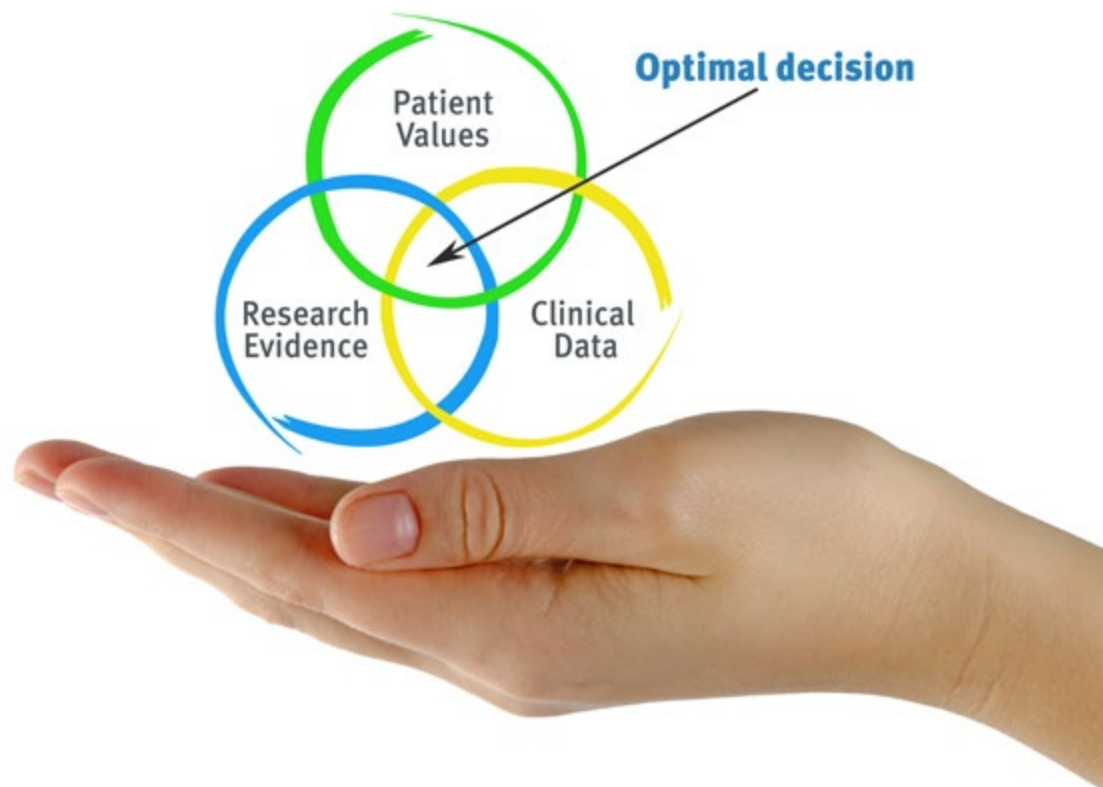 Optimal decision
Patient
Values
Research
Evidence
Clinical
Data